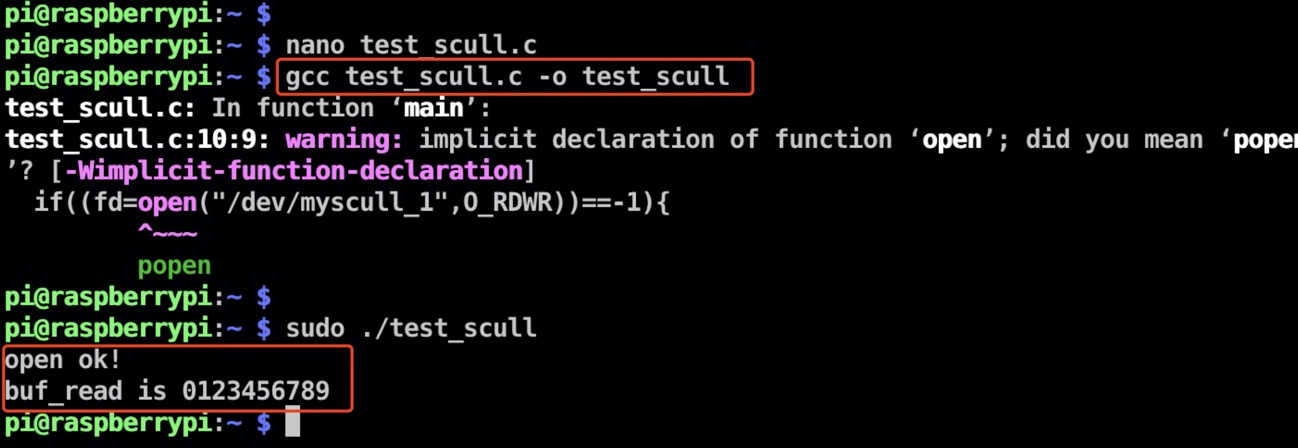 pi@raspberrypi:~ $
pi@raspberrypi:~ $ nano test_scull.c
pi@raspberrypi:~ $ gcc test_scull.c -o test_scull
test_scull.c: In function ‘main’:
test_scull.c:10:9: warning: implicit declaration of function ‘open’; did you mean ‘popen
’? [-Wimplicit-function-declaration]
  if((fd=open("/dev/myscull_1",O_RDWR))==-1){
         ^~~~
         popen
pi@raspberrypi:~ $
pi@raspberrypi:~ $ sudo ./test_scull
open ok!
buf_read is 0123456789
pi@raspberrypi:~ $